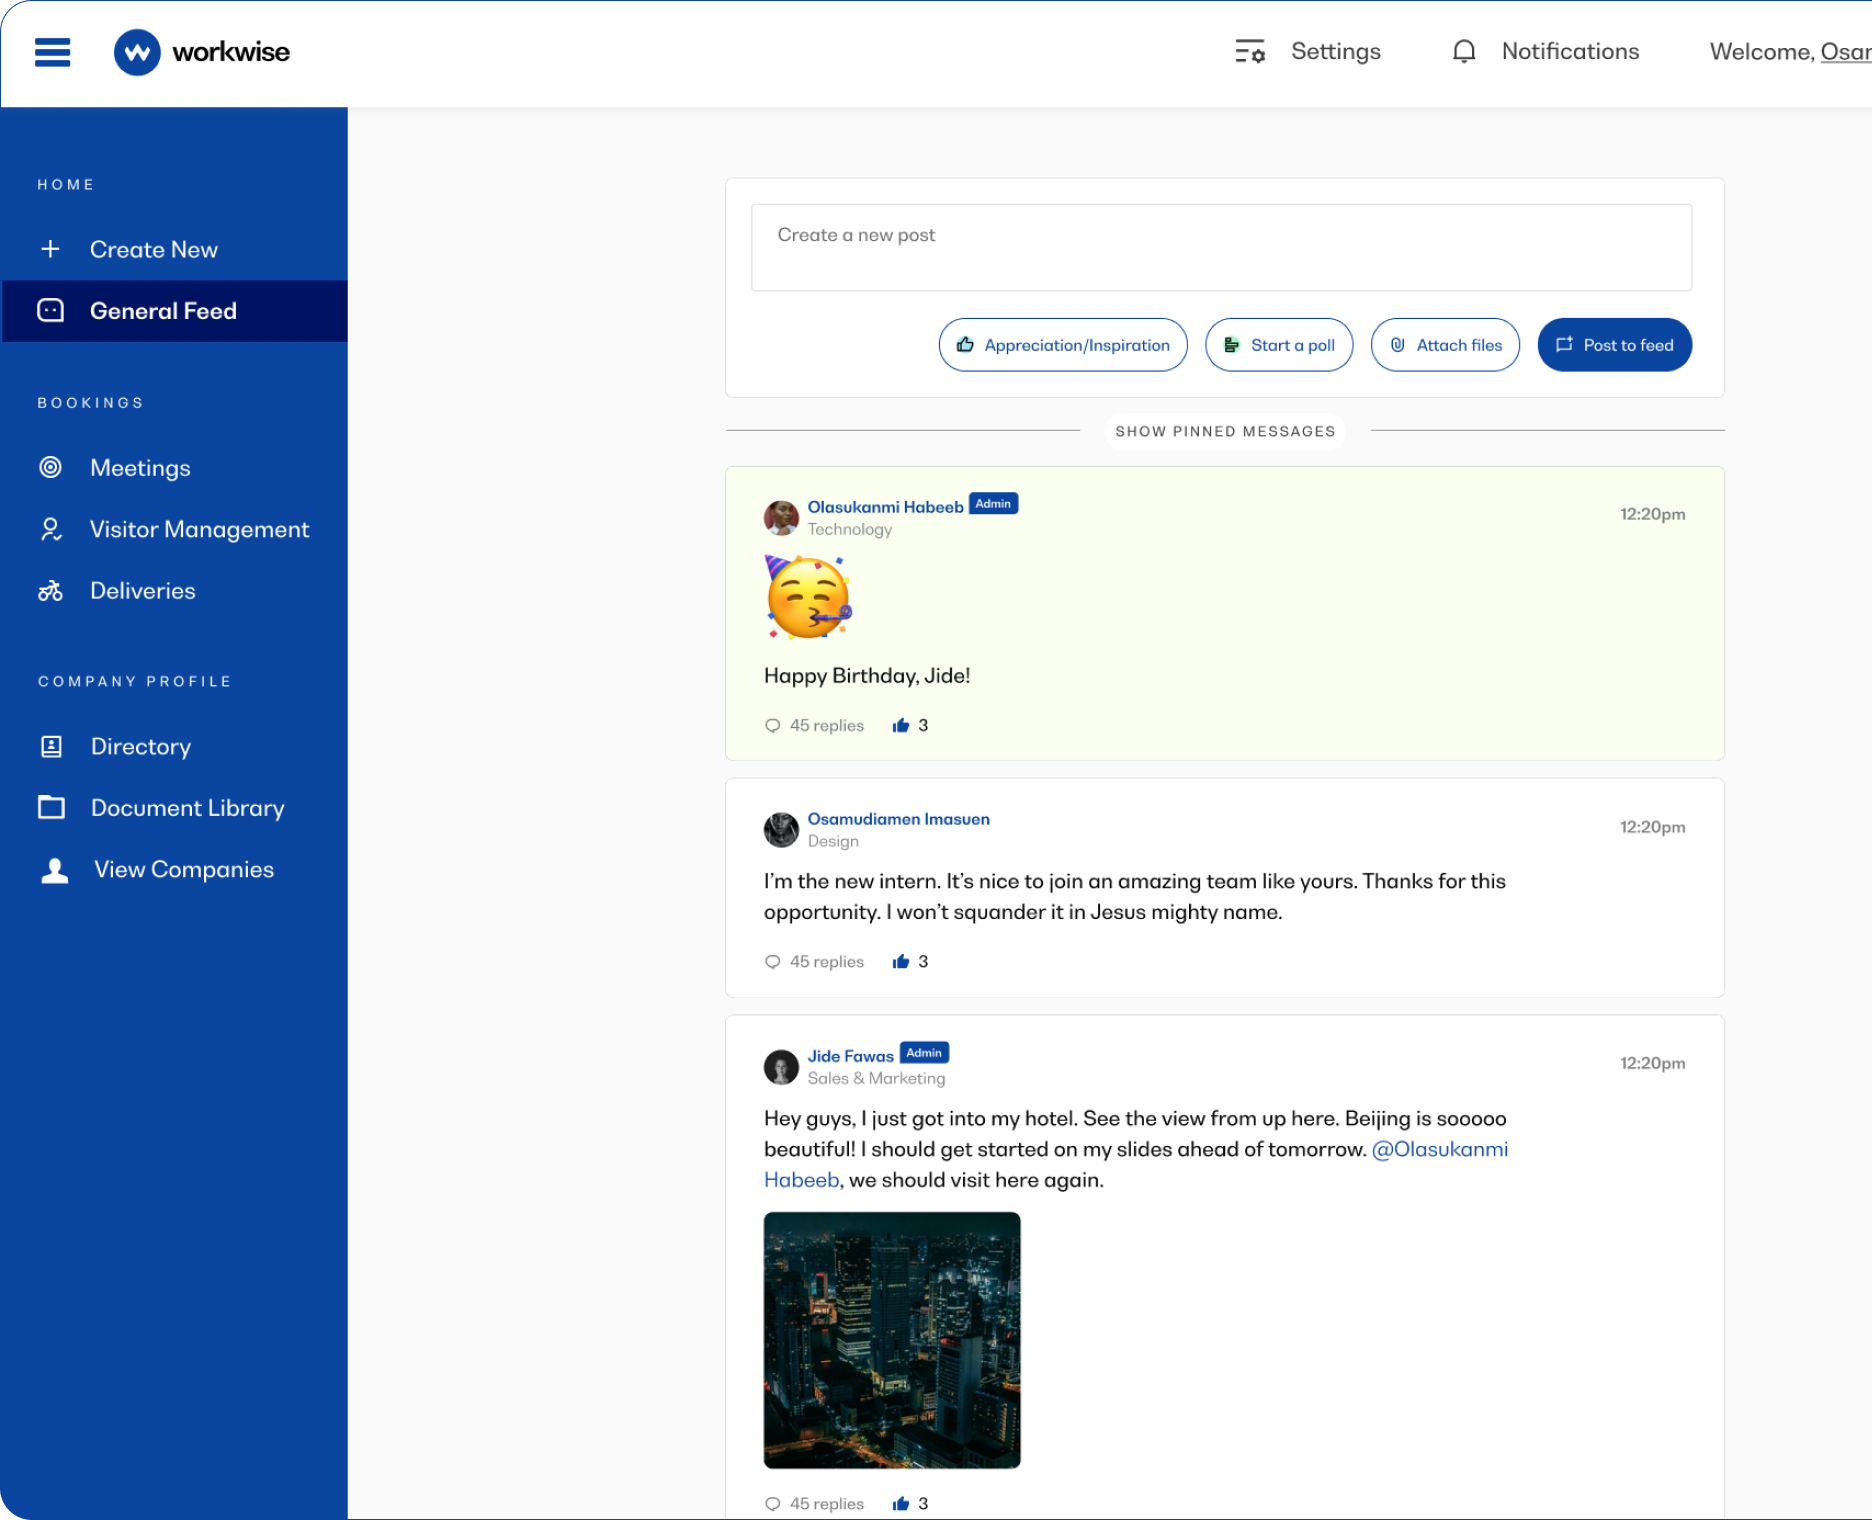 workwise
Settings
Notifications
Welcome, Osar
HOME
Create New
General Feed
BOOKINGS
Meetings
Visitor Management
Deliveries
COMPANY PROFILE
Directory
Document Library
View Companies
Create a new post
Appreciation/Inspiration
Start a poll
Attach files
Post to feed
SHOW PINNED MESSAGES
Olasukanmi Habeeb Admin
Technology
12:20pm
Happy Birthday, Jide!
45 replies 3
Osamudiamen Imasuen
Design
12:20pm
I’m the new intern. It’s nice to join an amazing team like yours. Thanks for this
opportunity. I won’t squander it in Jesus mighty name.
45 replies 3
Jide Fawas Admin
Sales & Marketing
12:20pm
Hey guys, I just got into my hotel. See the view from up here. Beijing is sooooo
beautiful! I should get started on my slides ahead of tomorrow. @Olasukanmi
Habeeb, we should visit here again.
45 replies 3